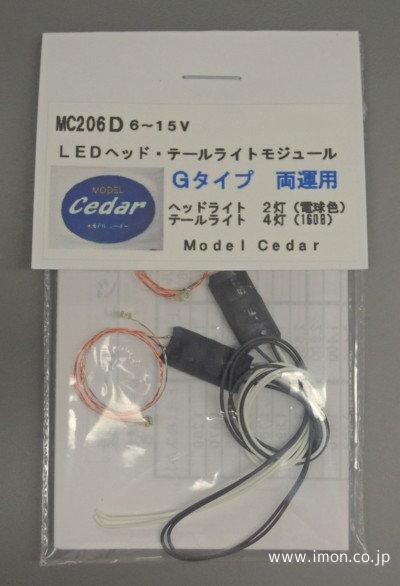 MC206D 6~15V
LEDヘッド・テールライトモジュール
MODEL
Cedar
Gタイプ 両運用
ヘッドライト 2灯(電球色)
テールライト 4灯(1608)
Model Cedar
www.imon.co.jp